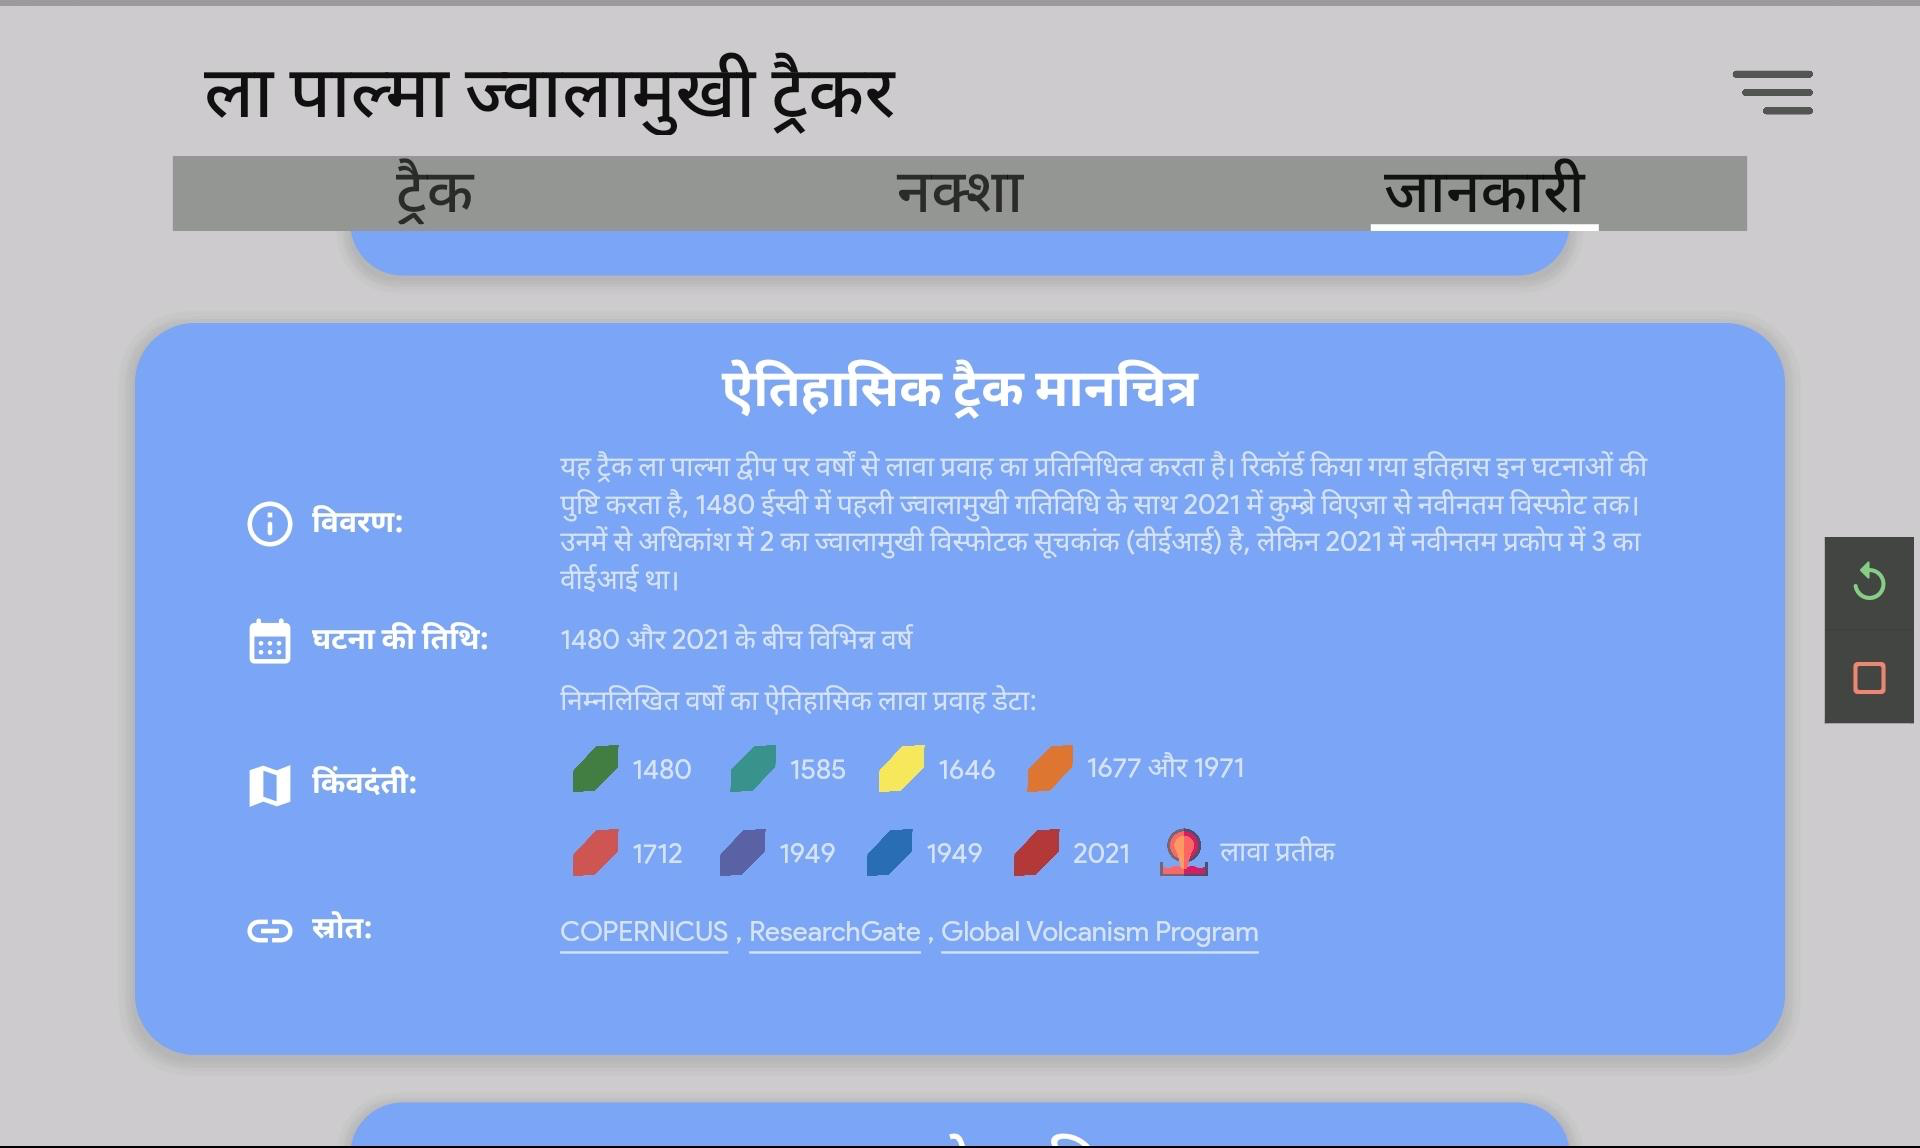 ला पाल्मा ज्वालामुखी ट्रैकर
ट्रैक नक्शा जानकारी
ऐतिहासिक ट्रैक मानचित्र
विवरण:
यह ट्रैक ला पाल्मा द्वीप पर वर्षों से लावा प्रवाह का प्रतिनिधित्व करता है। रिकॉर्ड किया गया इतिहास इन घटनाओं की
पुष्टि करता है, 1480 ईस्वी में पहली ज्वालामुखी गतिविधि के साथ 2021 में कुम्ब्रे विएजा से नवीनतम विस्फोट तक।
उनमें से अधिकांश में 2 का ज्वालामुखी विस्फोटक सूचकांक (वीईआई) है, लेकिन 2021 में नवीनतम प्रकोप में 3 का
वीईआई था।
घटना की तिथि: 1480 और 2021 के बीच विभिन्न वर्ष
निम्नलिखित वर्षों का ऐतिहासिक लावा प्रवाह डेटा:
किंवदंती:
1480 1585 1646 1677 और 1971
1712 1949 1949 2021 लावा प्रतीक
स्रोत: COPERNICUS , ResearchGate , Global Volcanism Program